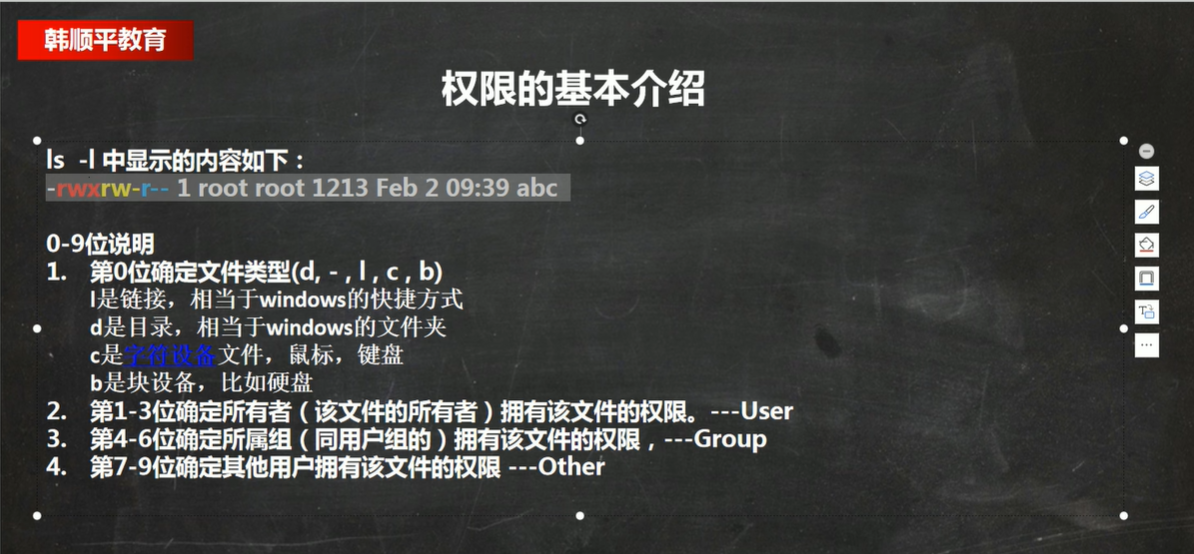 韩顺平教育
权限的基本介绍
ls -l 中显示的内容如下：
-rwxrw-r-- 1 root root 1213 Feb 2 09:39 abc
0-9位说明
1. 第0位确定文件类型(d, - , l , c , b)
l是链接，相当于windows的快捷方式
d是目录，相当于windows的文件夹
c是字符设备文件，鼠标，键盘
b是块设备，比如硬盘
2. 第1-3位确定所有者（该文件的所有者）拥有该文件的权限。---User
3. 第4-6位确定所属组（同用户组的）拥有该文件的权限，---Group
4. 第7-9位确定其他用户拥有该文件的权限 ---Other